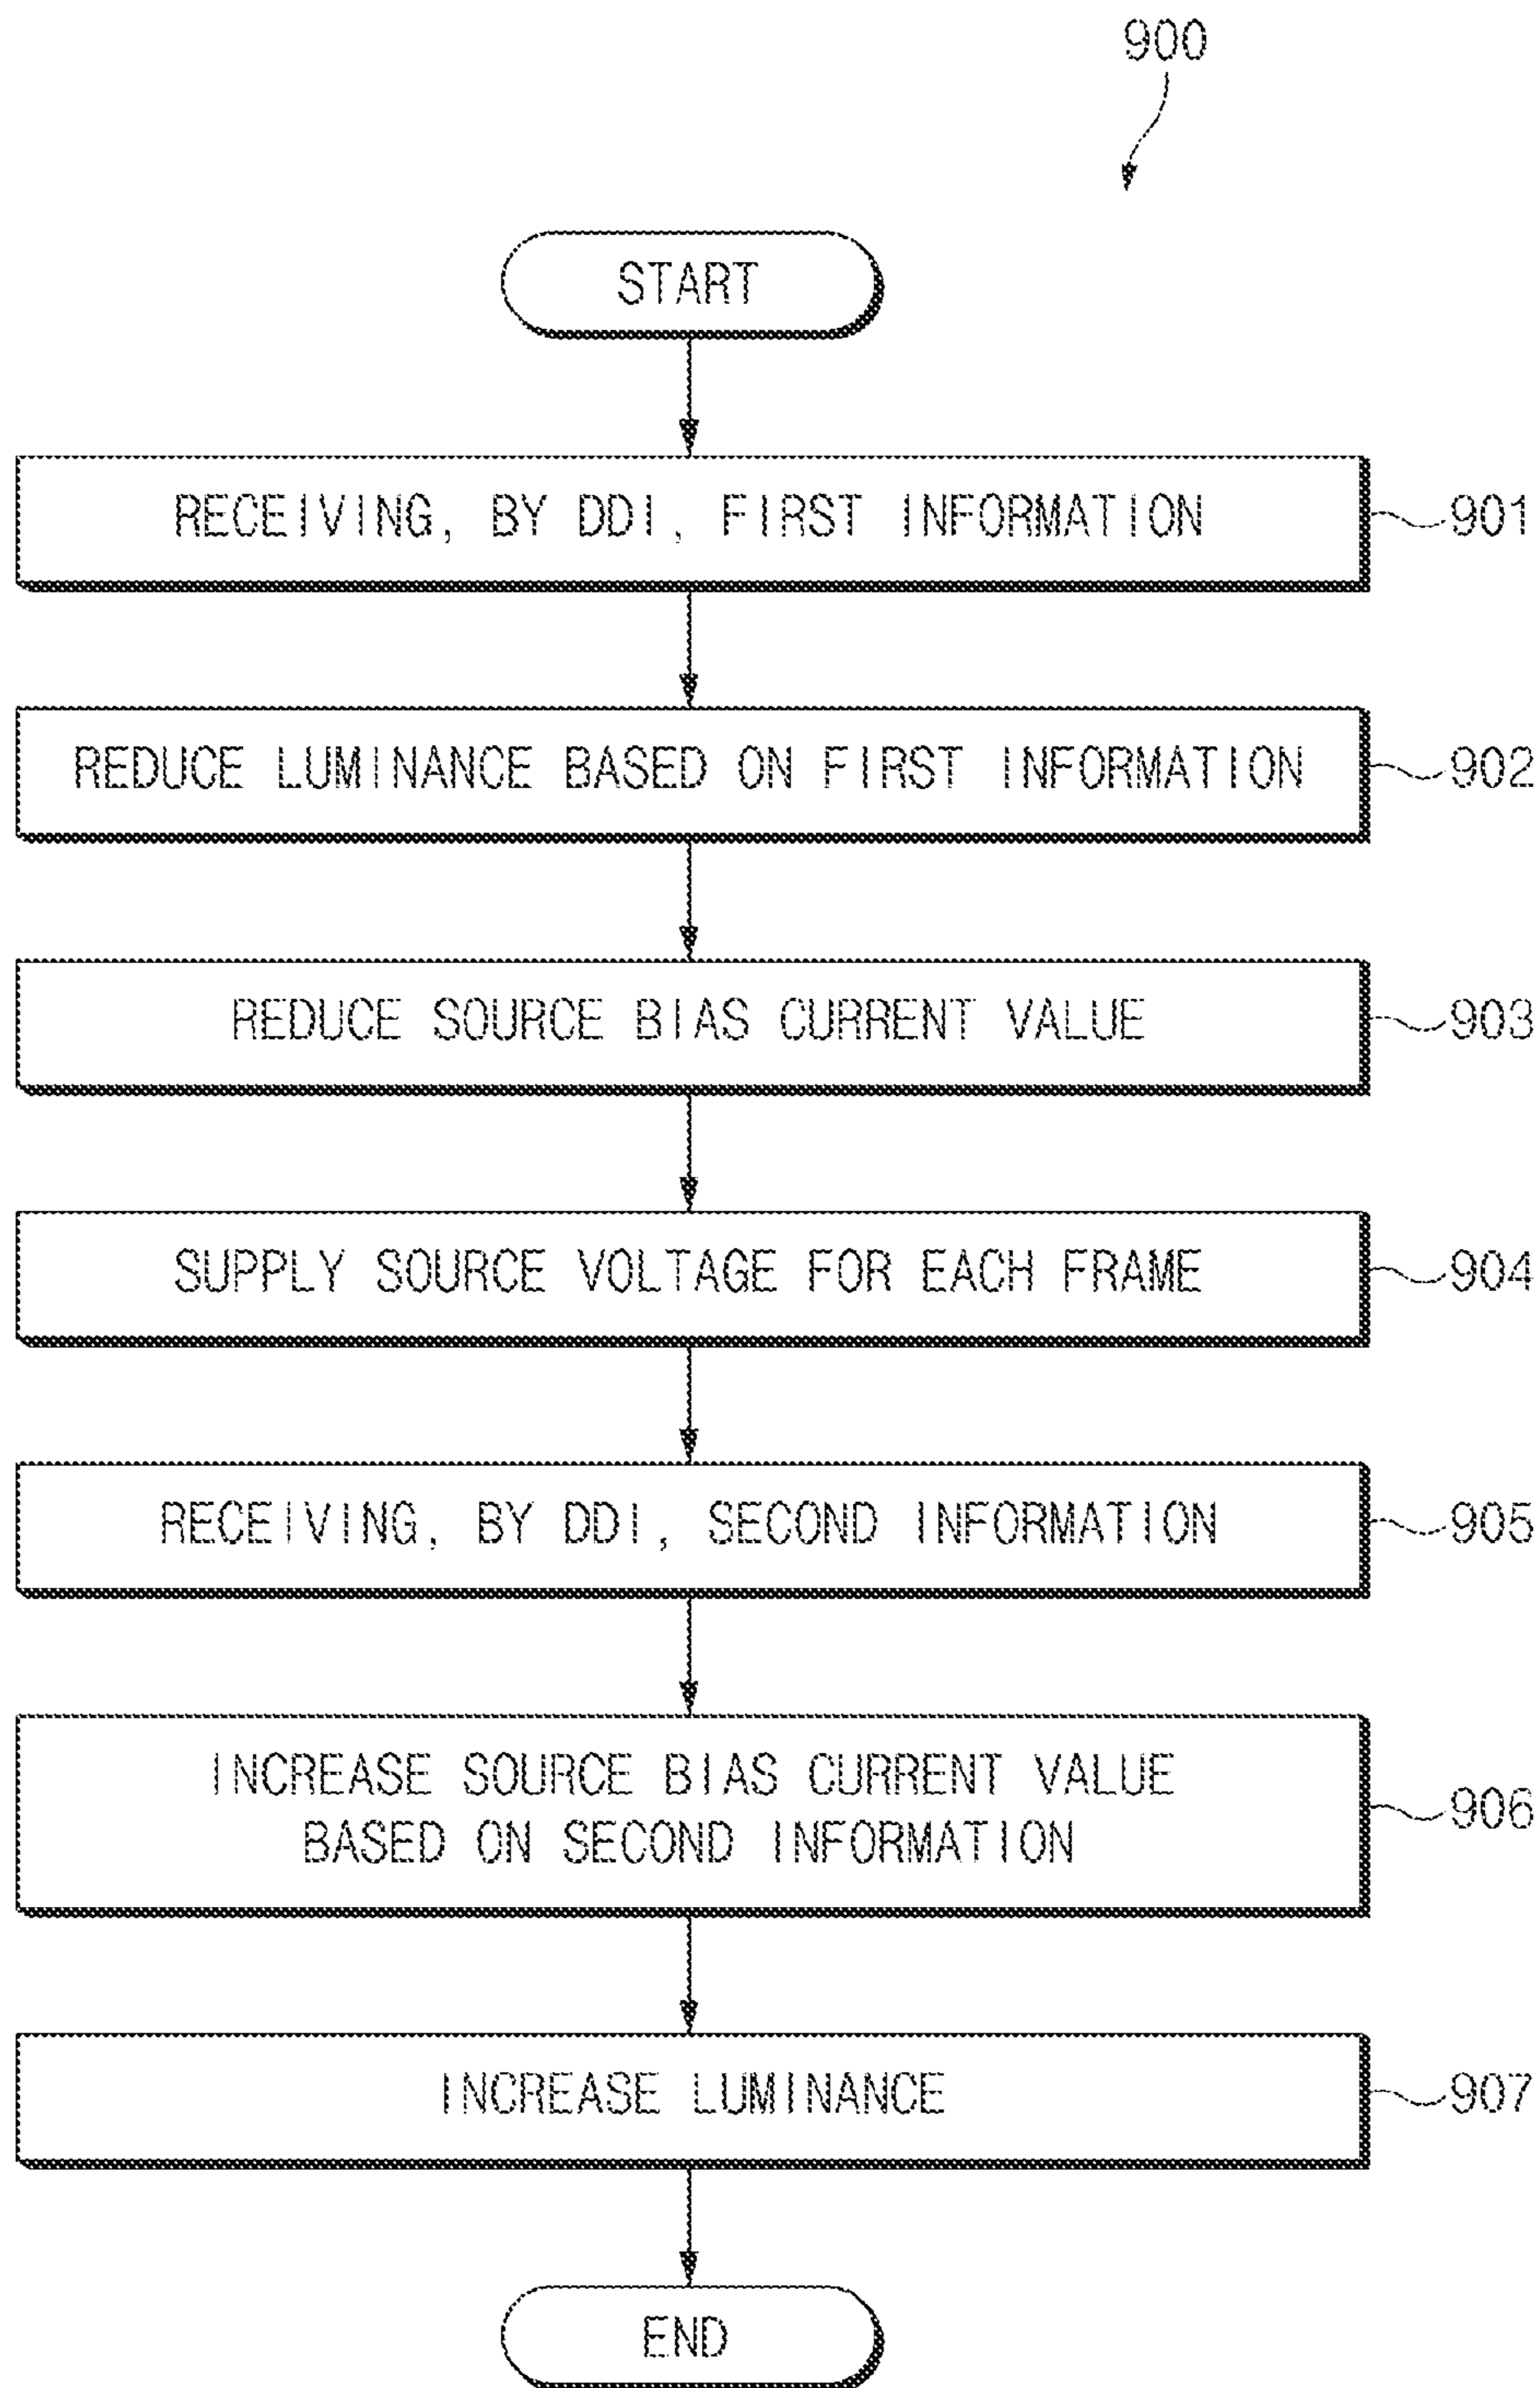 900
START
RECEIVING, BY DDI, FIRST INFORMATION
901
REDUCE LUMINANCE BASED ON FIRST INFORMATION
902
REDUCE SOURCE BIAS CURRENT VALUE
903
SUPPLY SOURCE VOLTAGE FOR EACH FRAME
904
RECEIVING, BY DDI, SECOND INFORMATION
905
INCREASE SOURCE BIAS CURRENT VALUE
BASED ON SECOND INFORMATION
906
INCREASE LUMINANCE
907
END